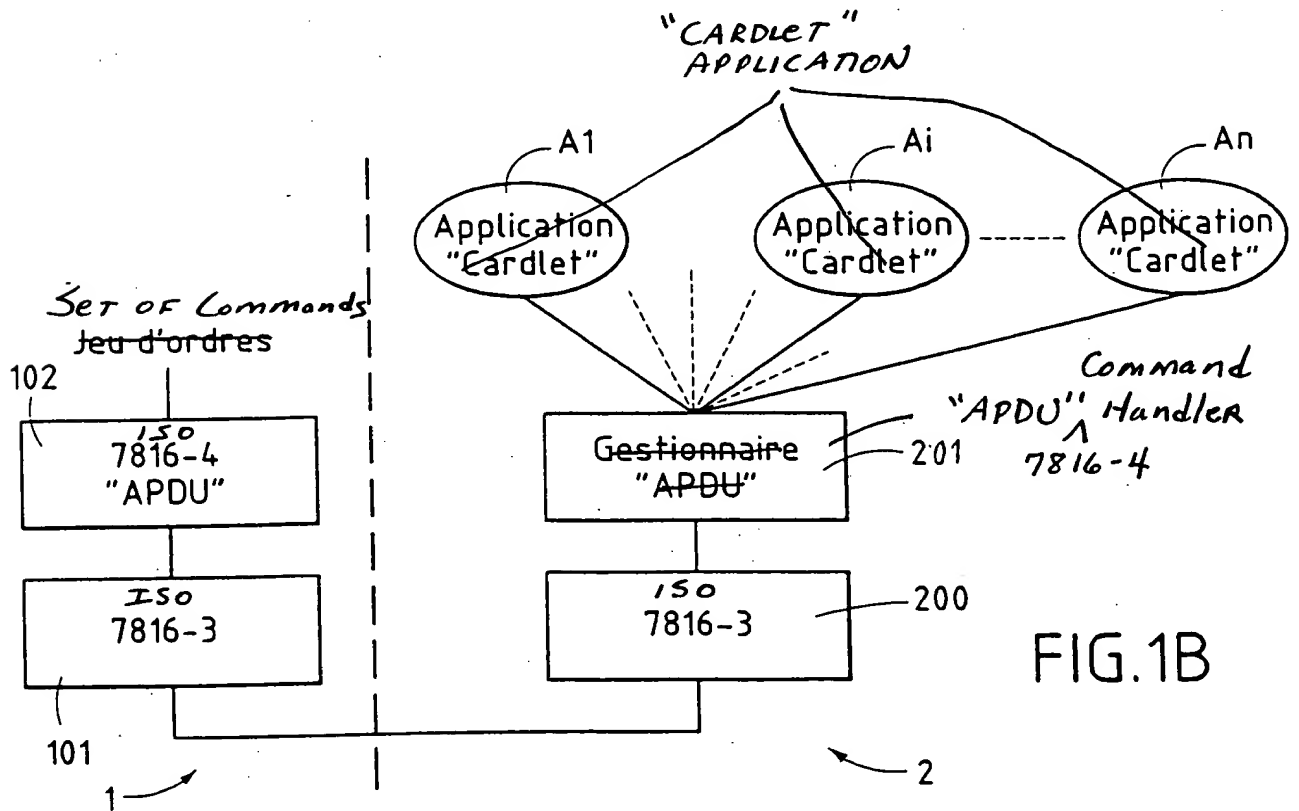 "CARDLET"
APPLICATION
A1
Ai
An
Application
"Cardlet"
Application
"Cardlet"
Application
"Cardlet"
Set of Commands
Jeu d'ordres
102
ISO
7816-4
"APDU"
Gestionnaire
"APDU"
201
Command
"APDU" Handler
7816-4
ISO
7816-3
101
ISO
7816-3
200
FIG.1B
1
2